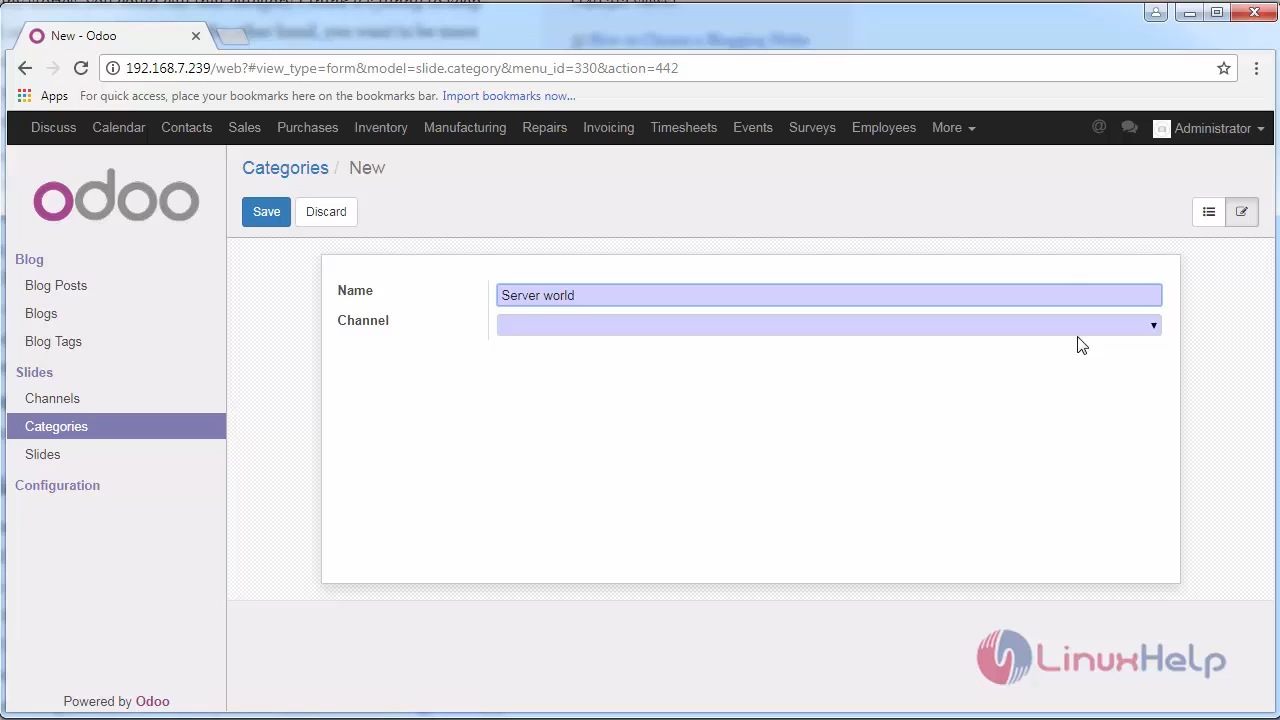 New - Odoo
192.168.7.239/web?#view_type=form&model=slide.category&menu_id=330&action=442
Apps For quick access, place your bookmarks here on the bookmarks bar. Import bookmarks now...
Discuss Calendar Contacts Sales Purchases Inventory Manufacturing Repairs Invoicing Timesheets Events Surveys Employees More @ Administrator
odoo
Categories / New
Save Discard
Blog
Blog Posts
Blogs
Blog Tags
Slides
Channels
Categories
Slides
Configuration
Name Server world
Channel
LinuxHelp
Powered by Odoo